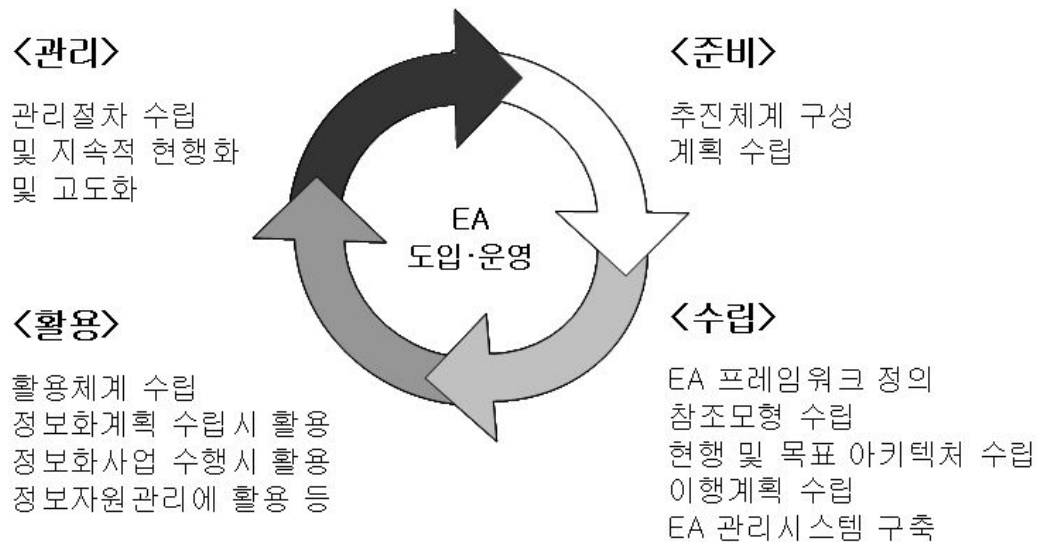 <관리>
관리절차 수립
및 지속적 현행화
및 고도화
<준비>
추진체계 구성
계획 수립
EA
도입·운영
<활용>
활용체계 수립
정보화계획 수립시 활용
정보화사업 수행시 활용
정보자원관리에 활용 등
<수립>
EA 프레임워크 정의
참조모형 수립
현행 및 목표 아키텍처 수립
이행계획 수립
EA 관리시스템 구축